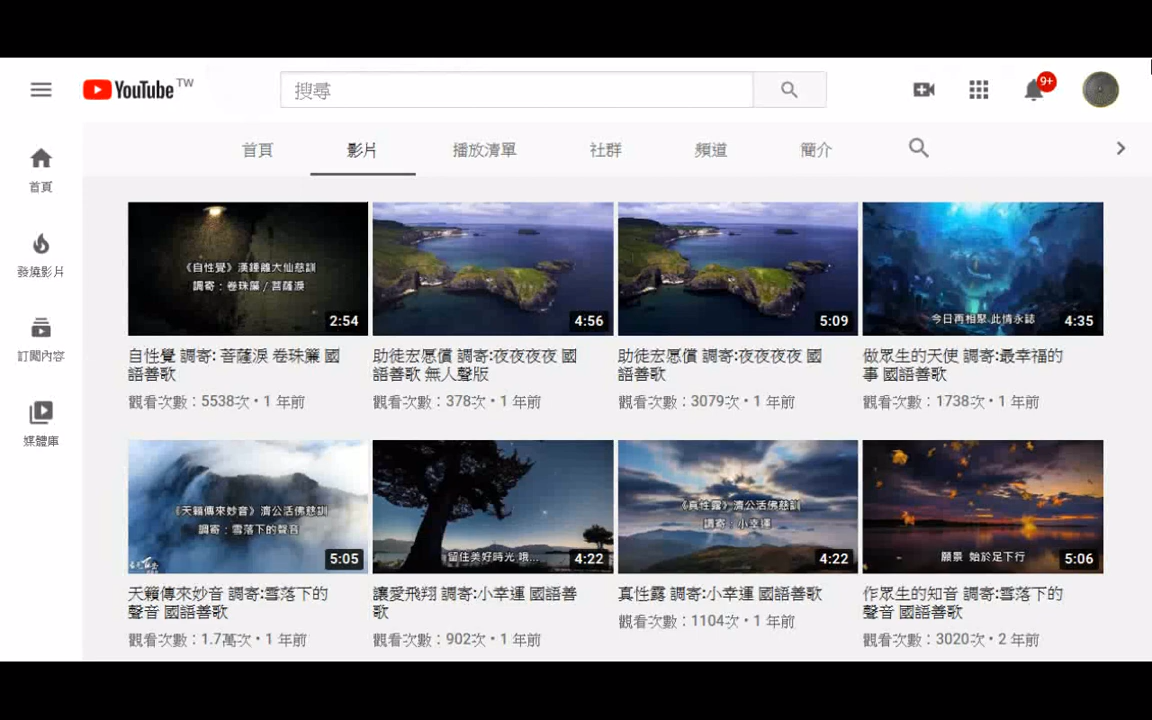 YouTube TW
搜尋
9+
首頁
影片
播放清單
社群
頻道
簡介
首頁
發燒影片
訂閱內容
媒體庫
《自性覺》漢鍾離大仙慈訓
調寄：卷珠簾 / 菩薩淚
2:54
4:56
5:09
今日再相聚 此情永誌
4:35
自性覺 調寄: 菩薩淚 卷珠簾 國
語善歌
觀看次數：5538次 • 1 年前
助徒宏愿償 調寄:夜夜夜夜 國
語善歌 無人聲版
觀看次數：378次 • 1 年前
助徒宏愿償 調寄:夜夜夜夜 國
語善歌
觀看次數：3079次 • 1 年前
做眾生的天使 調寄:最幸福的
事 國語善歌
觀看次數：1738次 • 1 年前
《天籟傳來妙音》濟公活佛慈訓
調寄：雪落下的聲音
5:05
留住美好時光 哦...
4:22
《真性露》濟公活佛慈訓
調寄：小幸運
4:22
願景 始於足下行
5:06
天籟傳來妙音 調寄:雪落下的
聲音 國語善歌
觀看次數：1.7萬次 • 1 年前
讓愛飛翔 調寄:小幸運 國語善
歌
觀看次數：902次 • 1 年前
真性露 調寄:小幸運 國語善歌
觀看次數：1104次 • 1 年前
作眾生的知音 調寄:雪落下的
聲音 國語善歌
觀看次數：3020次 • 2 年前